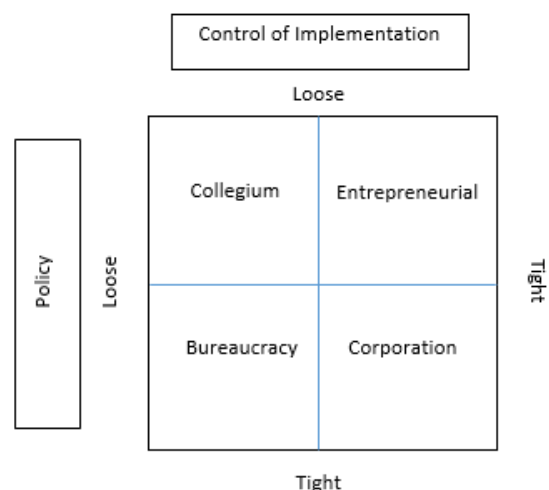 Control of Implementation
Loose
Collegium
Entrepreneurial
Policy
Loose
Tight
Bureaucracy
Corporation
Tight